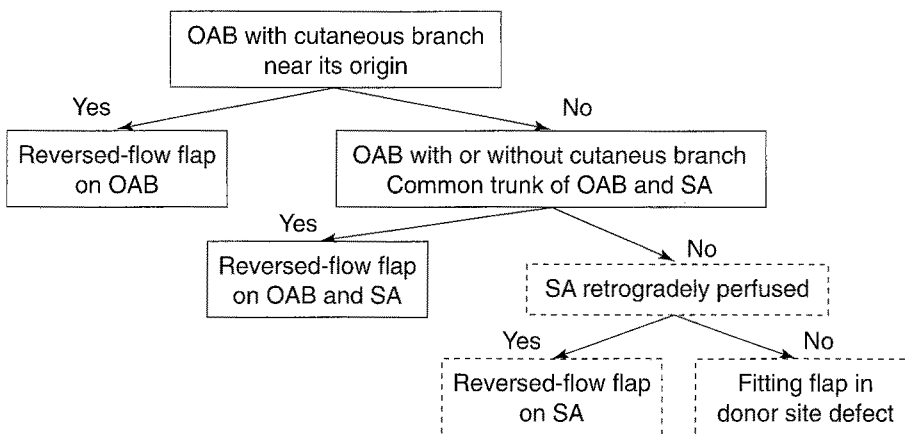 OAB with cutaneous branch
near its origin
Yes
No
Reversed-flow flap
on OAB
OAB with or without cutaneus branch
Common trunk of OAB and SA
Yes
No
Reversed-flow flap
on OAB and SA
SA retrogradely perfused
Yes
No
Reversed-flow flap
on SA
Fitting flap in
donor site defect